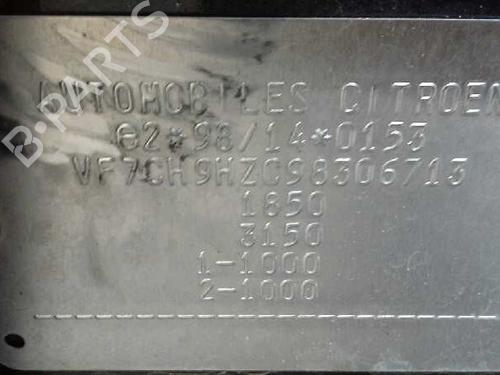 B-PARTS
AUTOMOBILES CITROEN
e2*98/14*0153
VF7CH9HZC98306713
1850
3150
1-1000
2-1000